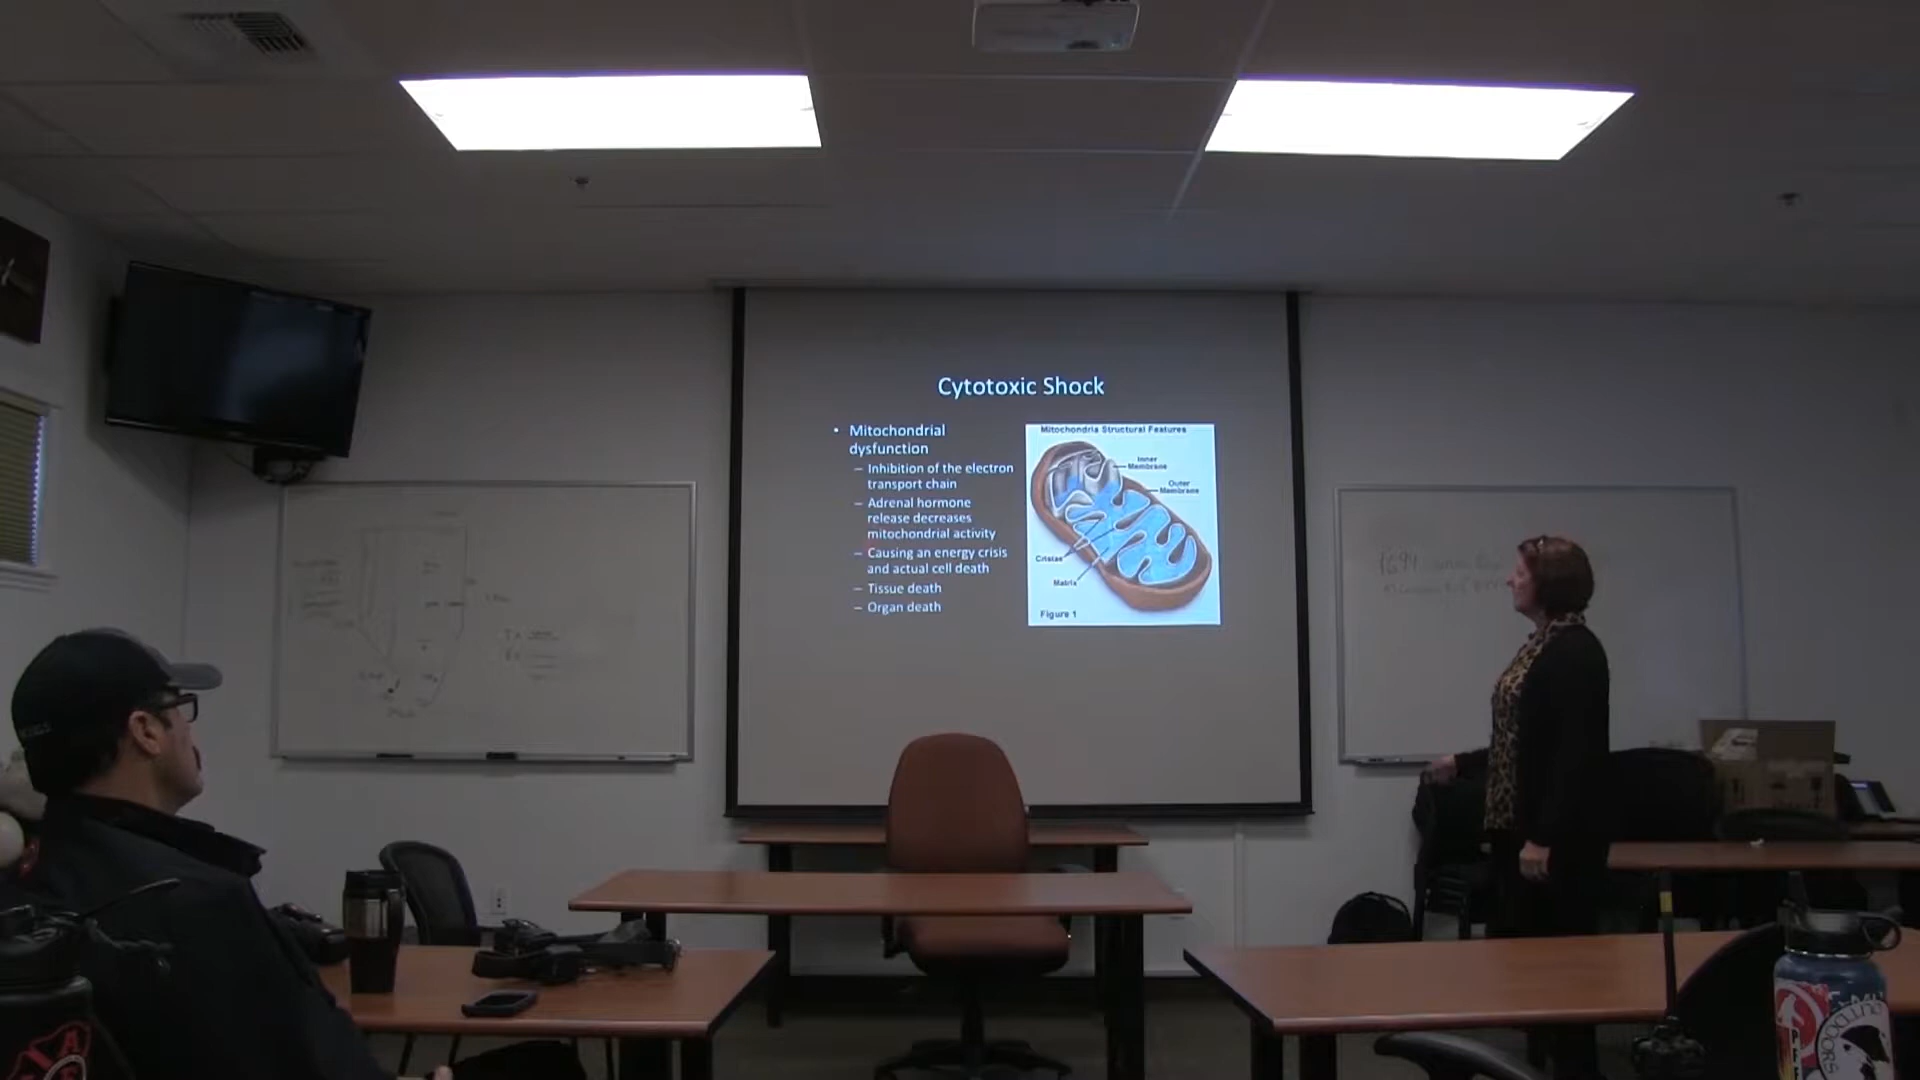 Cytotoxic Shock
• Mitochondrial
dysfunction
– Inhibition of the electron
transport chain
– Adrenal hormone
release decreases
mitochondrial activity
– Causing an energy crisis
and actual cell death
– Tissue death
– Organ death
Mitochondria Structural Features
Inner
Membrane
Outer
Membrane
Cristae
Matrix
Figure 1
OUTDOORS